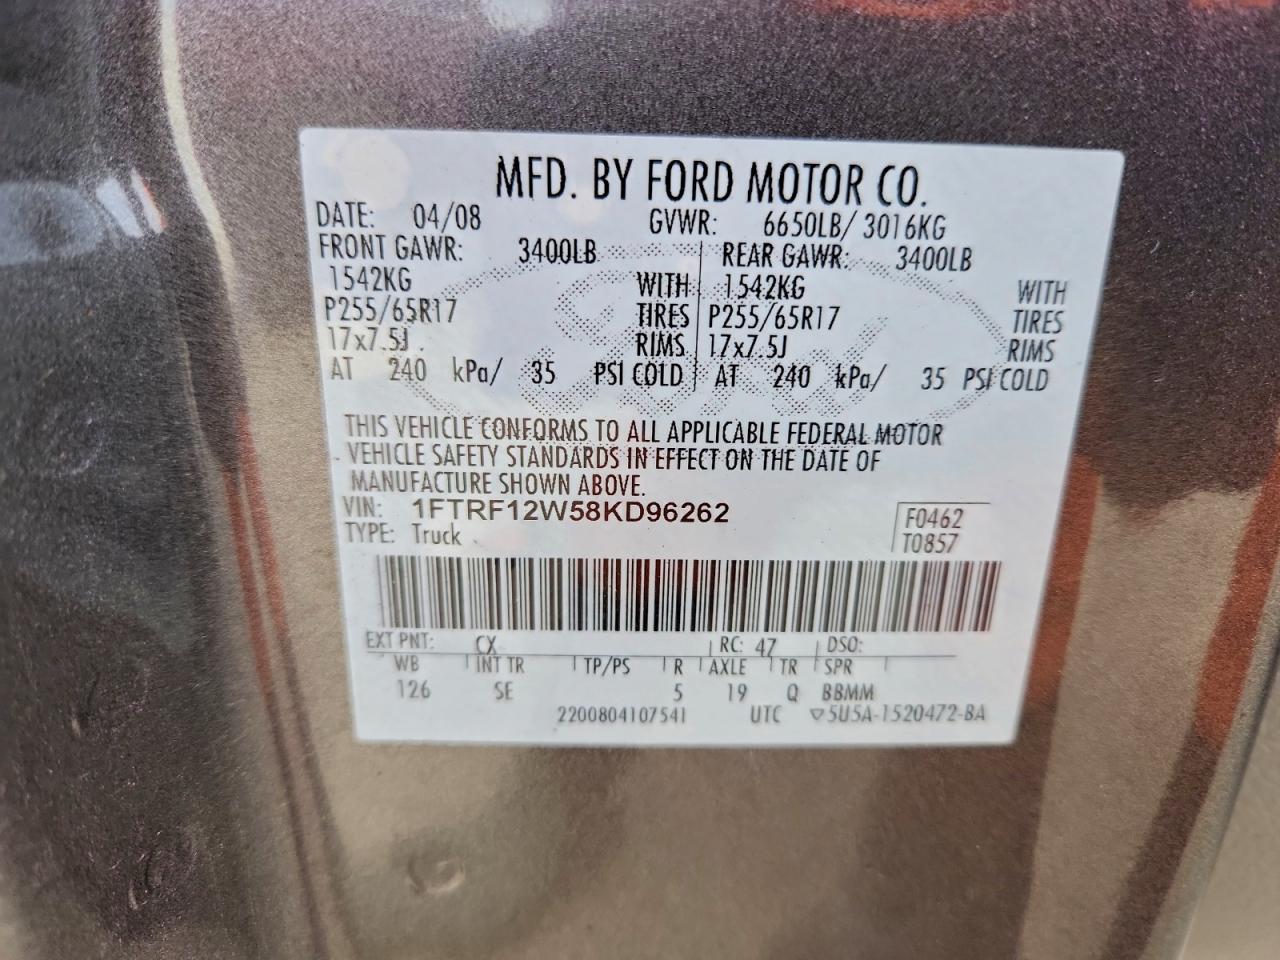 MFD. BY FORD MOTOR CO.
DATE: 04/08 GVWR: 6650LB/ 3016KG
FRONT GAWR: 3400LB REAR GAWR: 3400LB
1542KG WITH 1542KG WITH
P255/65R17 TIRES P255/65R17 TIRES
17x7.5J RIMS 17x7.5J RIMS
AT 240 kPa/ 35 PSI COLD AT 240 kPa/ 35 PSI COLD
THIS VEHICLE CONFORMS TO ALL APPLICABLE FEDERAL MOTOR
VEHICLE SAFETY STANDARDS IN EFFECT ON THE DATE OF
MANUFACTURE SHOWN ABOVE.
VIN: 1FTRF12W58KD96262 F0462
TYPE: Truck T0857
EXT PNT: CX RC: 47 DSO:
WB INT TR TP/PS R AXLE TR SPR
126 SE 5 19 Q BBMM
2200804107541 UTC ▽5U5A-1520472-BA